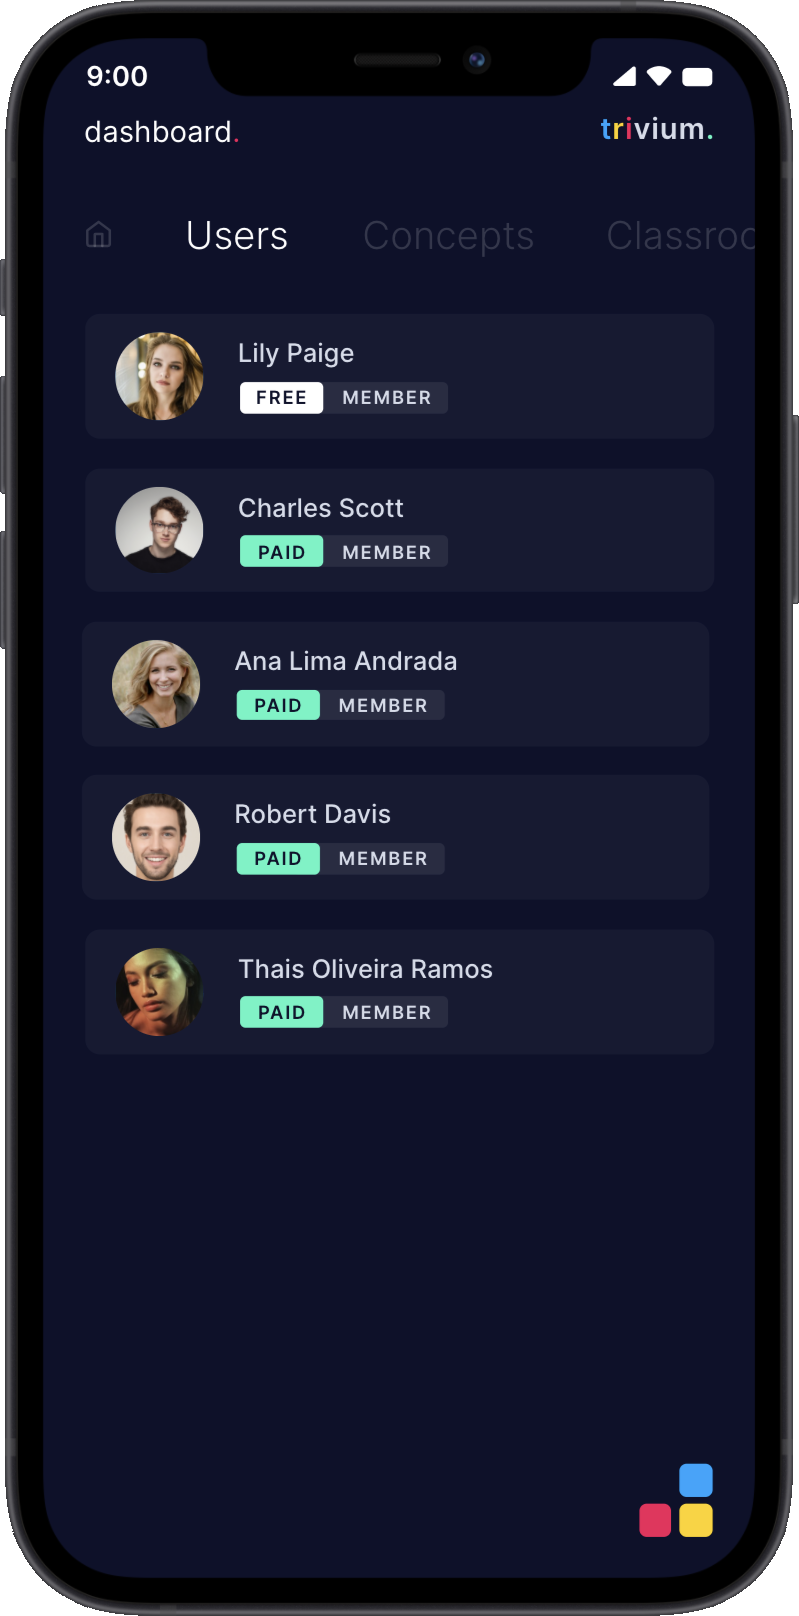 9:00
dashboard.
trivium.
Users
Concepts
Classroo
Lily Paige
FREE MEMBER
Charles Scott
PAID MEMBER
Ana Lima Andrada
PAID MEMBER
Robert Davis
PAID MEMBER
Thais Oliveira Ramos
PAID MEMBER